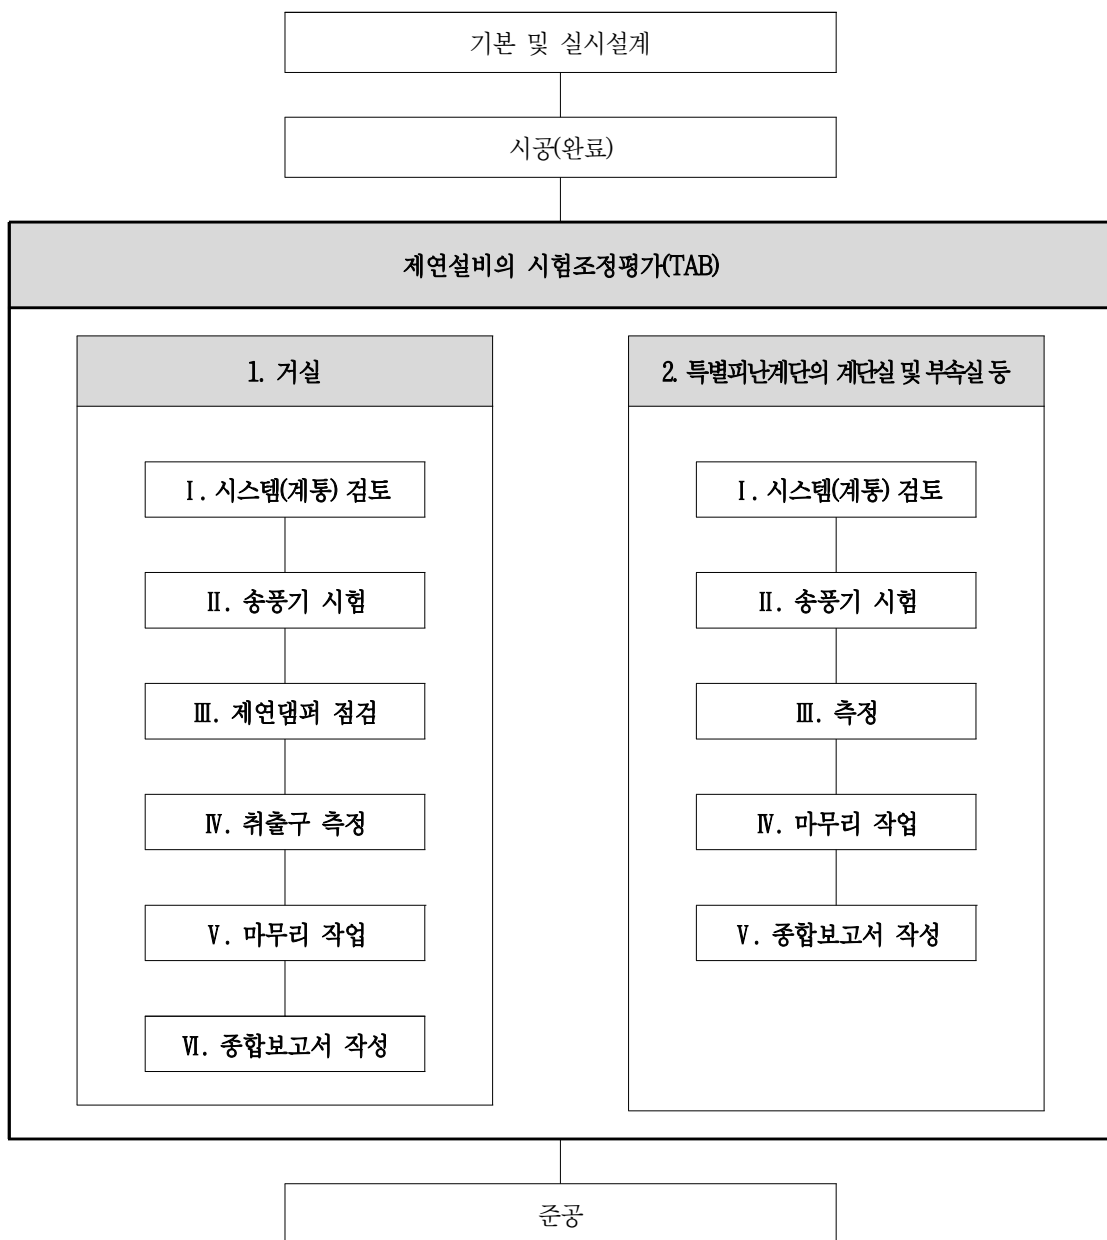 기본 및 실시설계
시공(완료)
제연설비의 시험조정평가(TAB)
1. 거실
Ⅰ. 시스템(계통) 검토
Ⅱ. 송풍기 시험
Ⅲ. 제연댐퍼 점검
Ⅳ. 취출구 측정
Ⅴ. 마무리 작업
Ⅵ. 종합보고서 작성
2. 특별피난계단의 계단실 및 부속실 등
Ⅰ. 시스템(계통) 검토
Ⅱ. 송풍기 시험
Ⅲ. 측정
Ⅳ. 마무리 작업
Ⅴ. 종합보고서 작성
준공